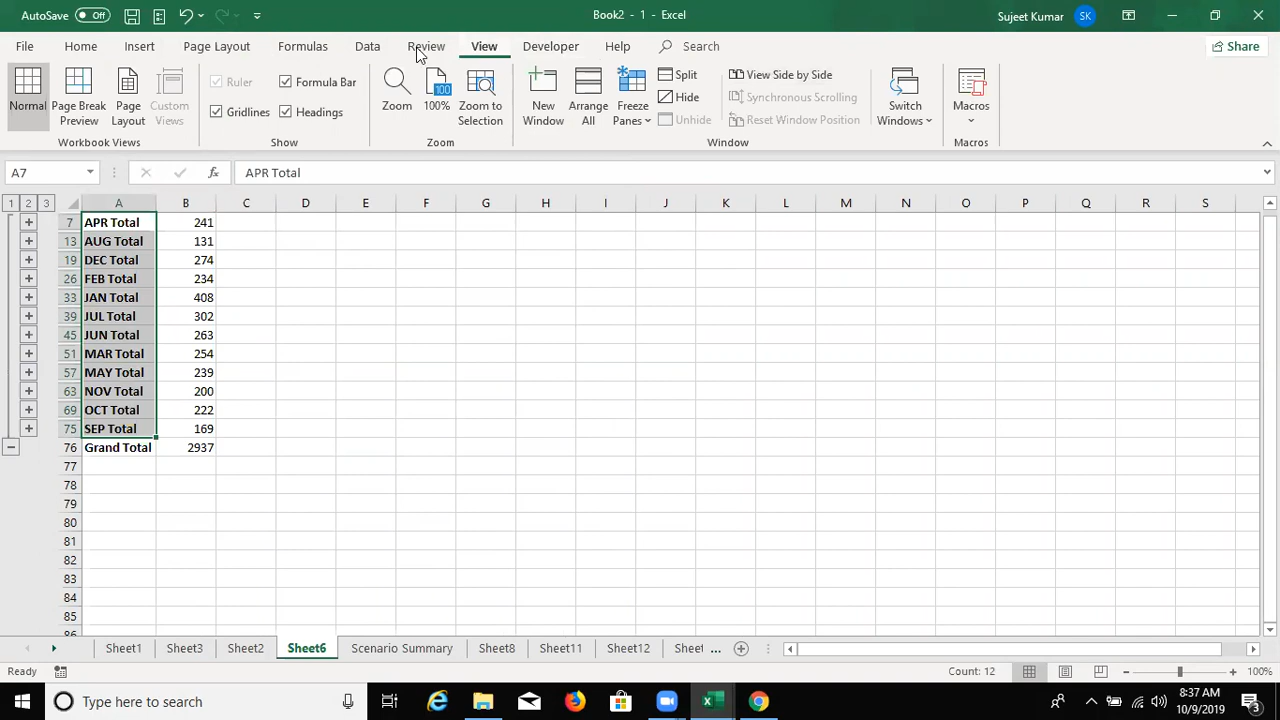 AutoSave Off
Book2 - 1 - Excel
Sujeet Kumar SK
File Home Insert Page Layout Formulas Data Review View Developer Help Search Share
Normal Page Break Preview Page Layout Custom Views
Ruler Formula Bar
Gridlines Headings
Zoom 100% Zoom to Selection
New Window Arrange All Freeze Panes
Split
Hide
Unhide
View Side by Side
Synchronous Scrolling
Reset Window Position
Switch Windows
Macros
Workbook Views Show Zoom Window Macros
A7 fx APR Total
1 2 3 A B C D E F G H I J K L M N O P Q R S
7 APR Total 241
13 AUG Total 131
19 DEC Total 274
26 FEB Total 234
33 JAN Total 408
39 JUL Total 302
45 JUN Total 263
51 MAR Total 254
57 MAY Total 239
63 NOV Total 200
69 OCT Total 222
75 SEP Total 169
76 Grand Total 2937
77
78
79
80
81
82
83
84
85
86
Sheet1 Sheet3 Sheet2 Sheet6 Scenario Summary Sheet8 Sheet11 Sheet12 Sheet ...
Ready Count: 12 100%
Type here to search
8:37 AM
10/9/2019
3